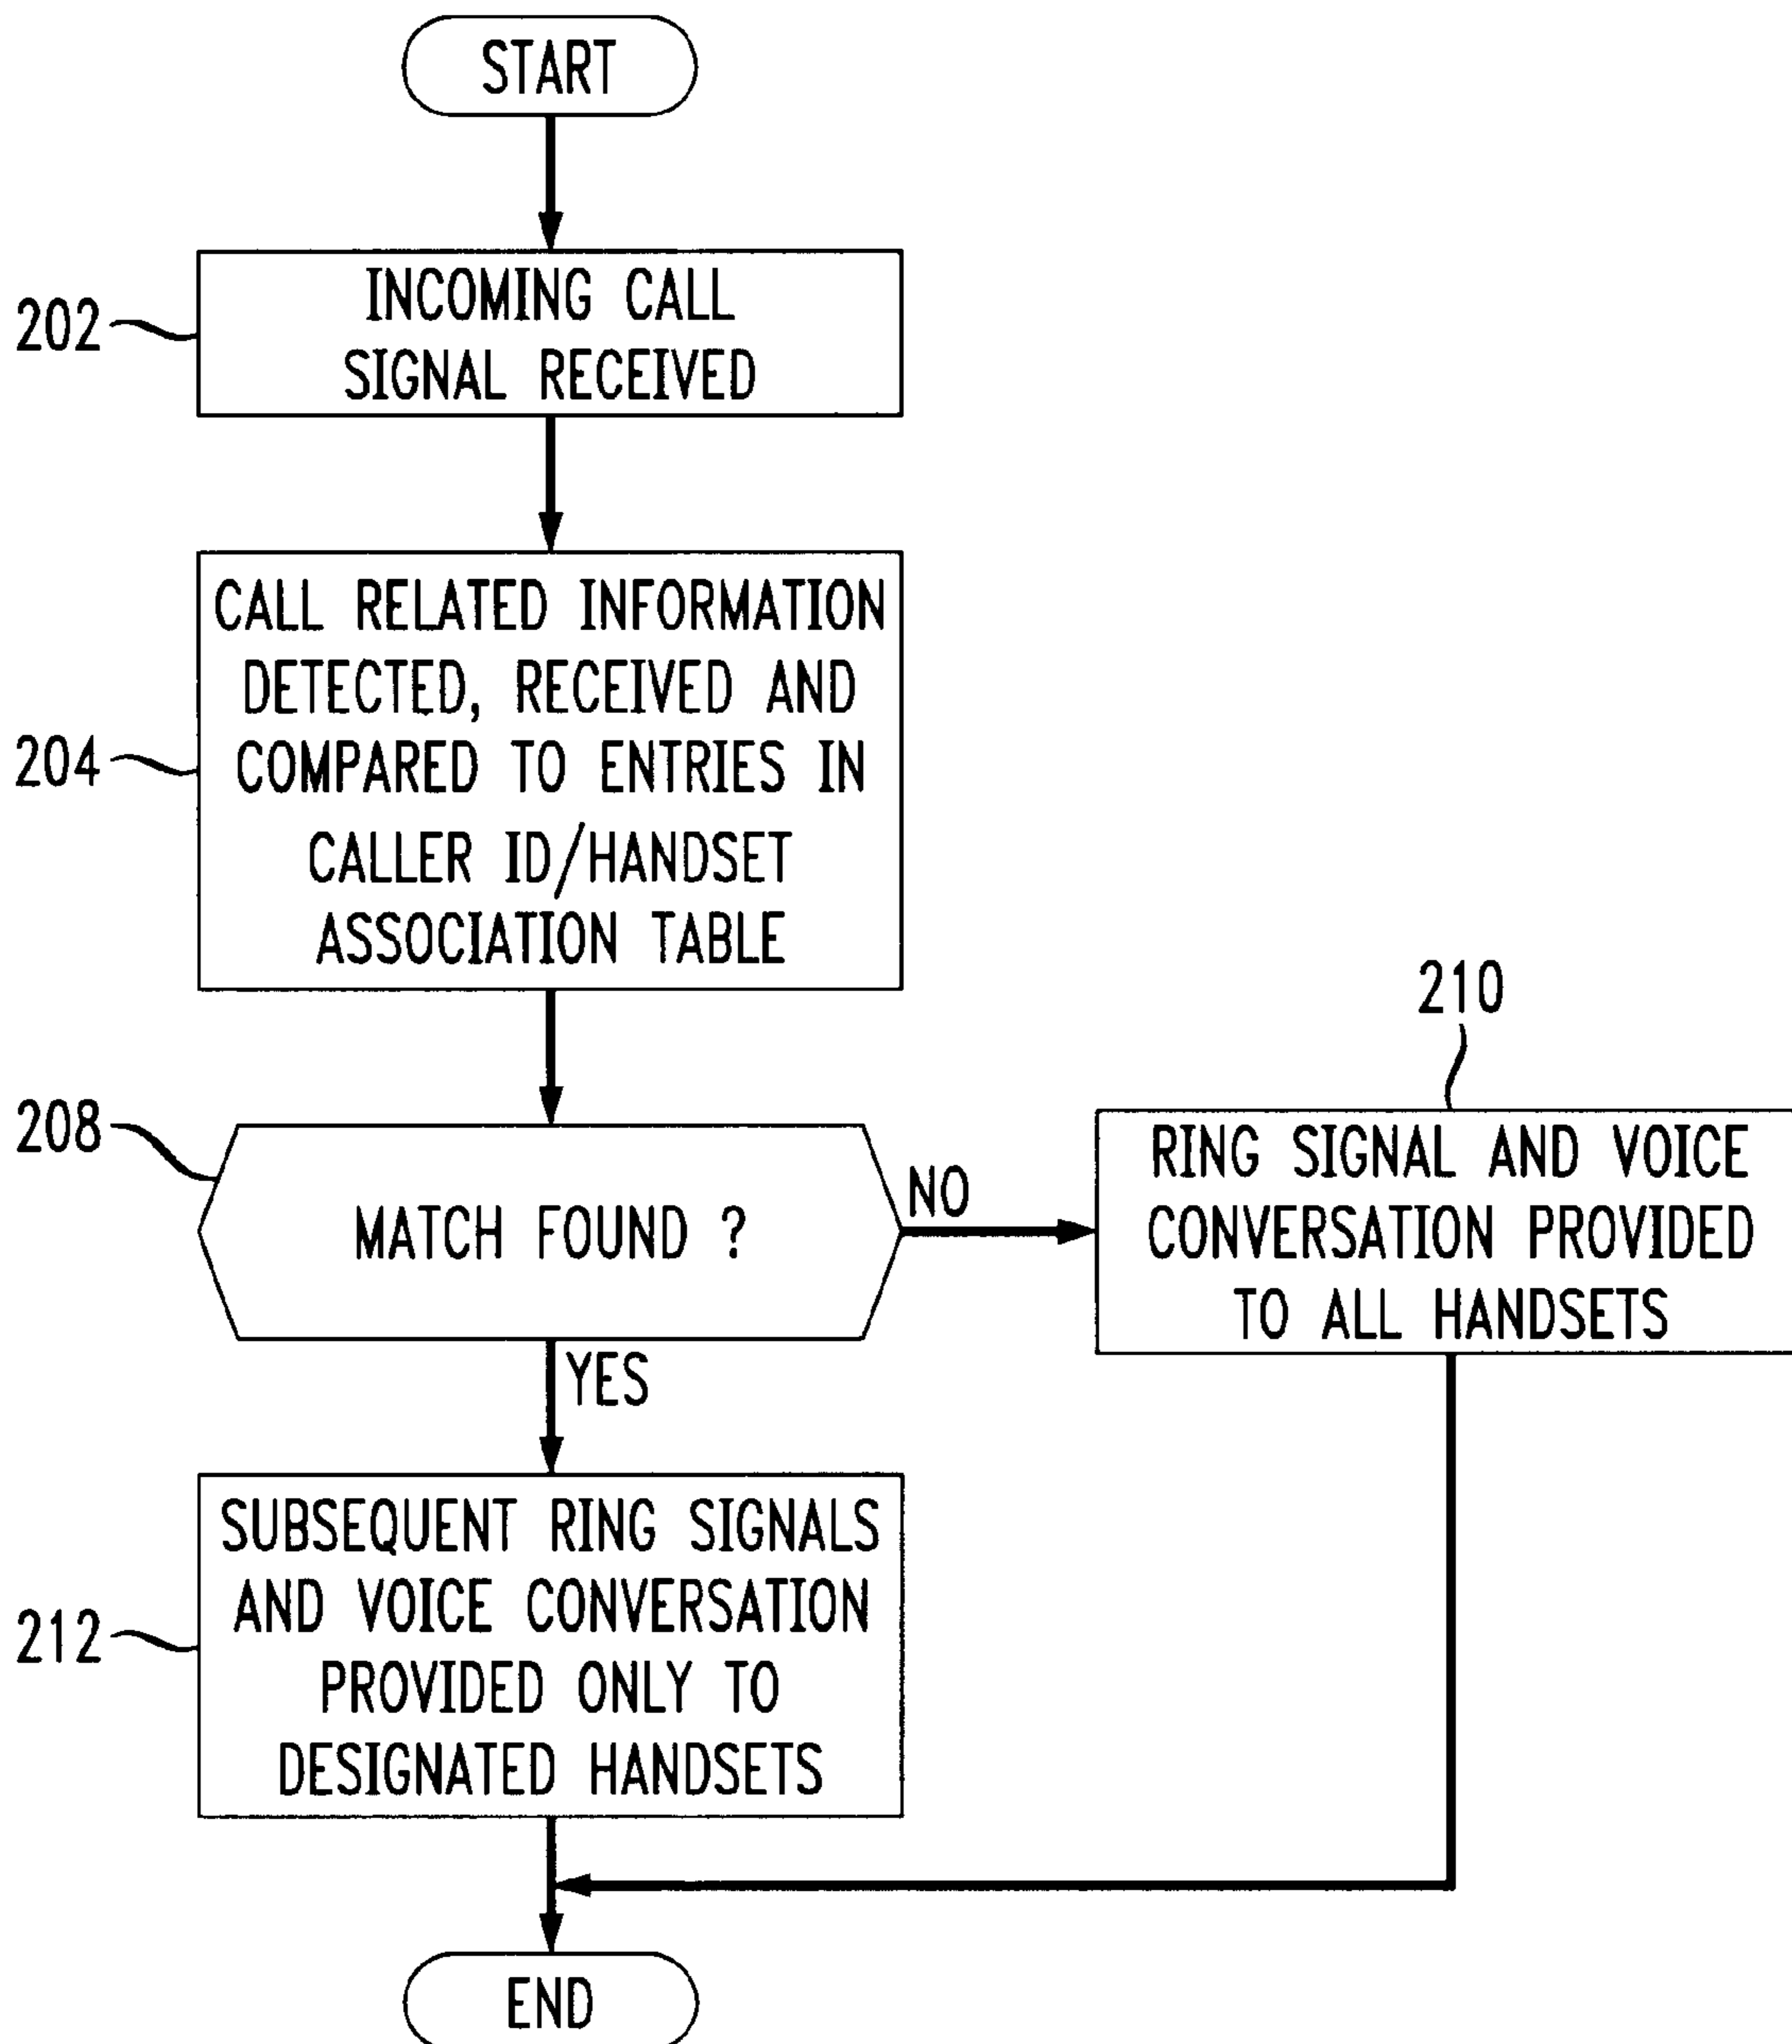 START
202
INCOMING CALL
SIGNAL RECEIVED
204
CALL RELATED INFORMATION
DETECTED, RECEIVED AND
COMPARED TO ENTRIES IN
CALLER ID/HANDSET
ASSOCIATION TABLE
208
MATCH FOUND ?
NO
210
RING SIGNAL AND VOICE
CONVERSATION PROVIDED
TO ALL HANDSETS
YES
212
SUBSEQUENT RING SIGNALS
AND VOICE CONVERSATION
PROVIDED ONLY TO
DESIGNATED HANDSETS
END